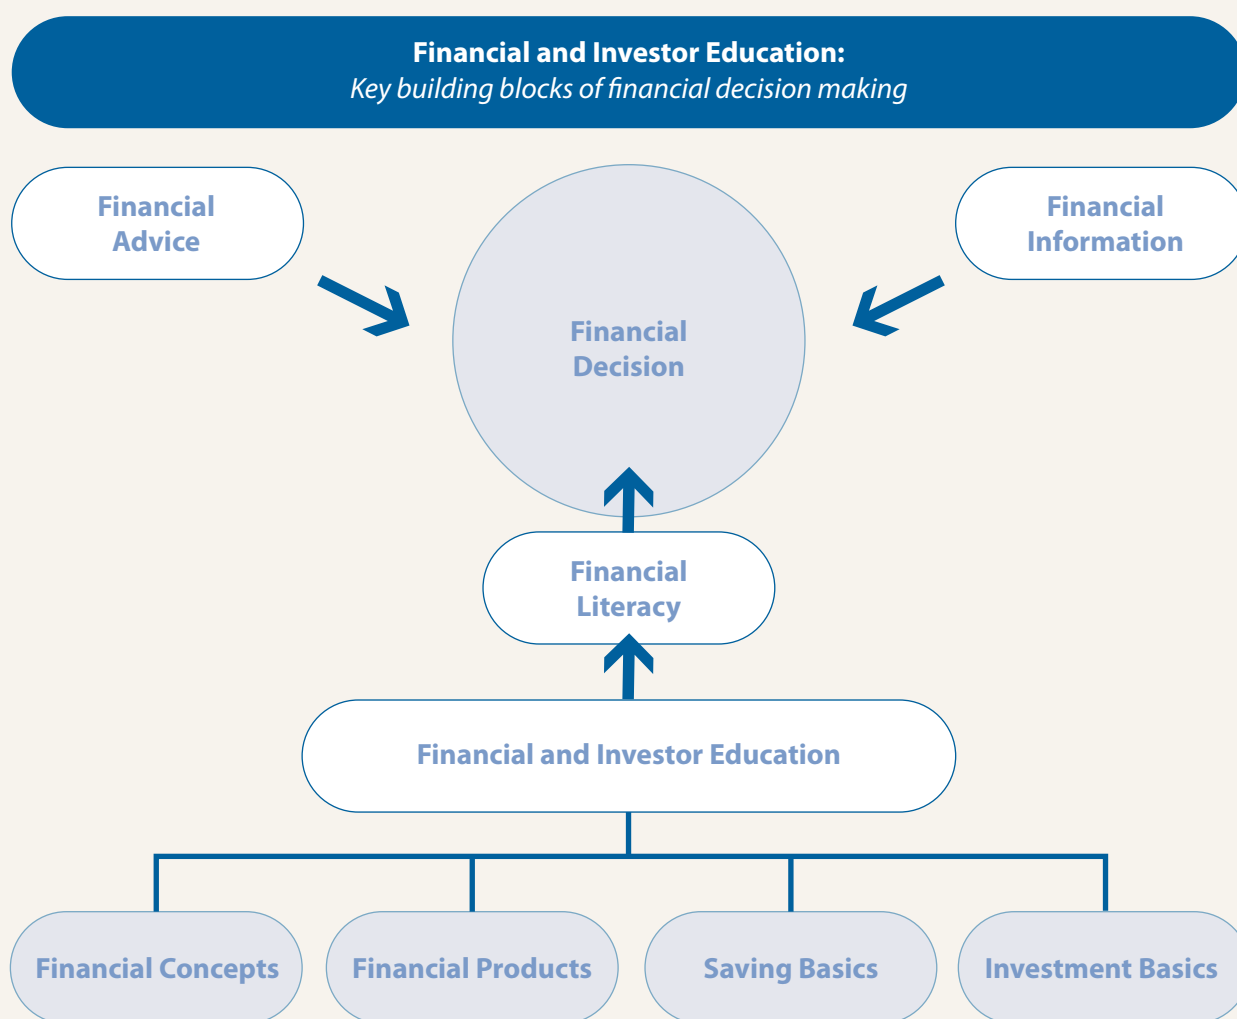 Financial and Investor Education:
Key building blocks of financial decision making
Financial
Advice
Financial
Information
Financial
Decision
Financial
Literacy
Financial and Investor Education
Financial Concepts
Financial Products
Saving Basics
Investment Basics